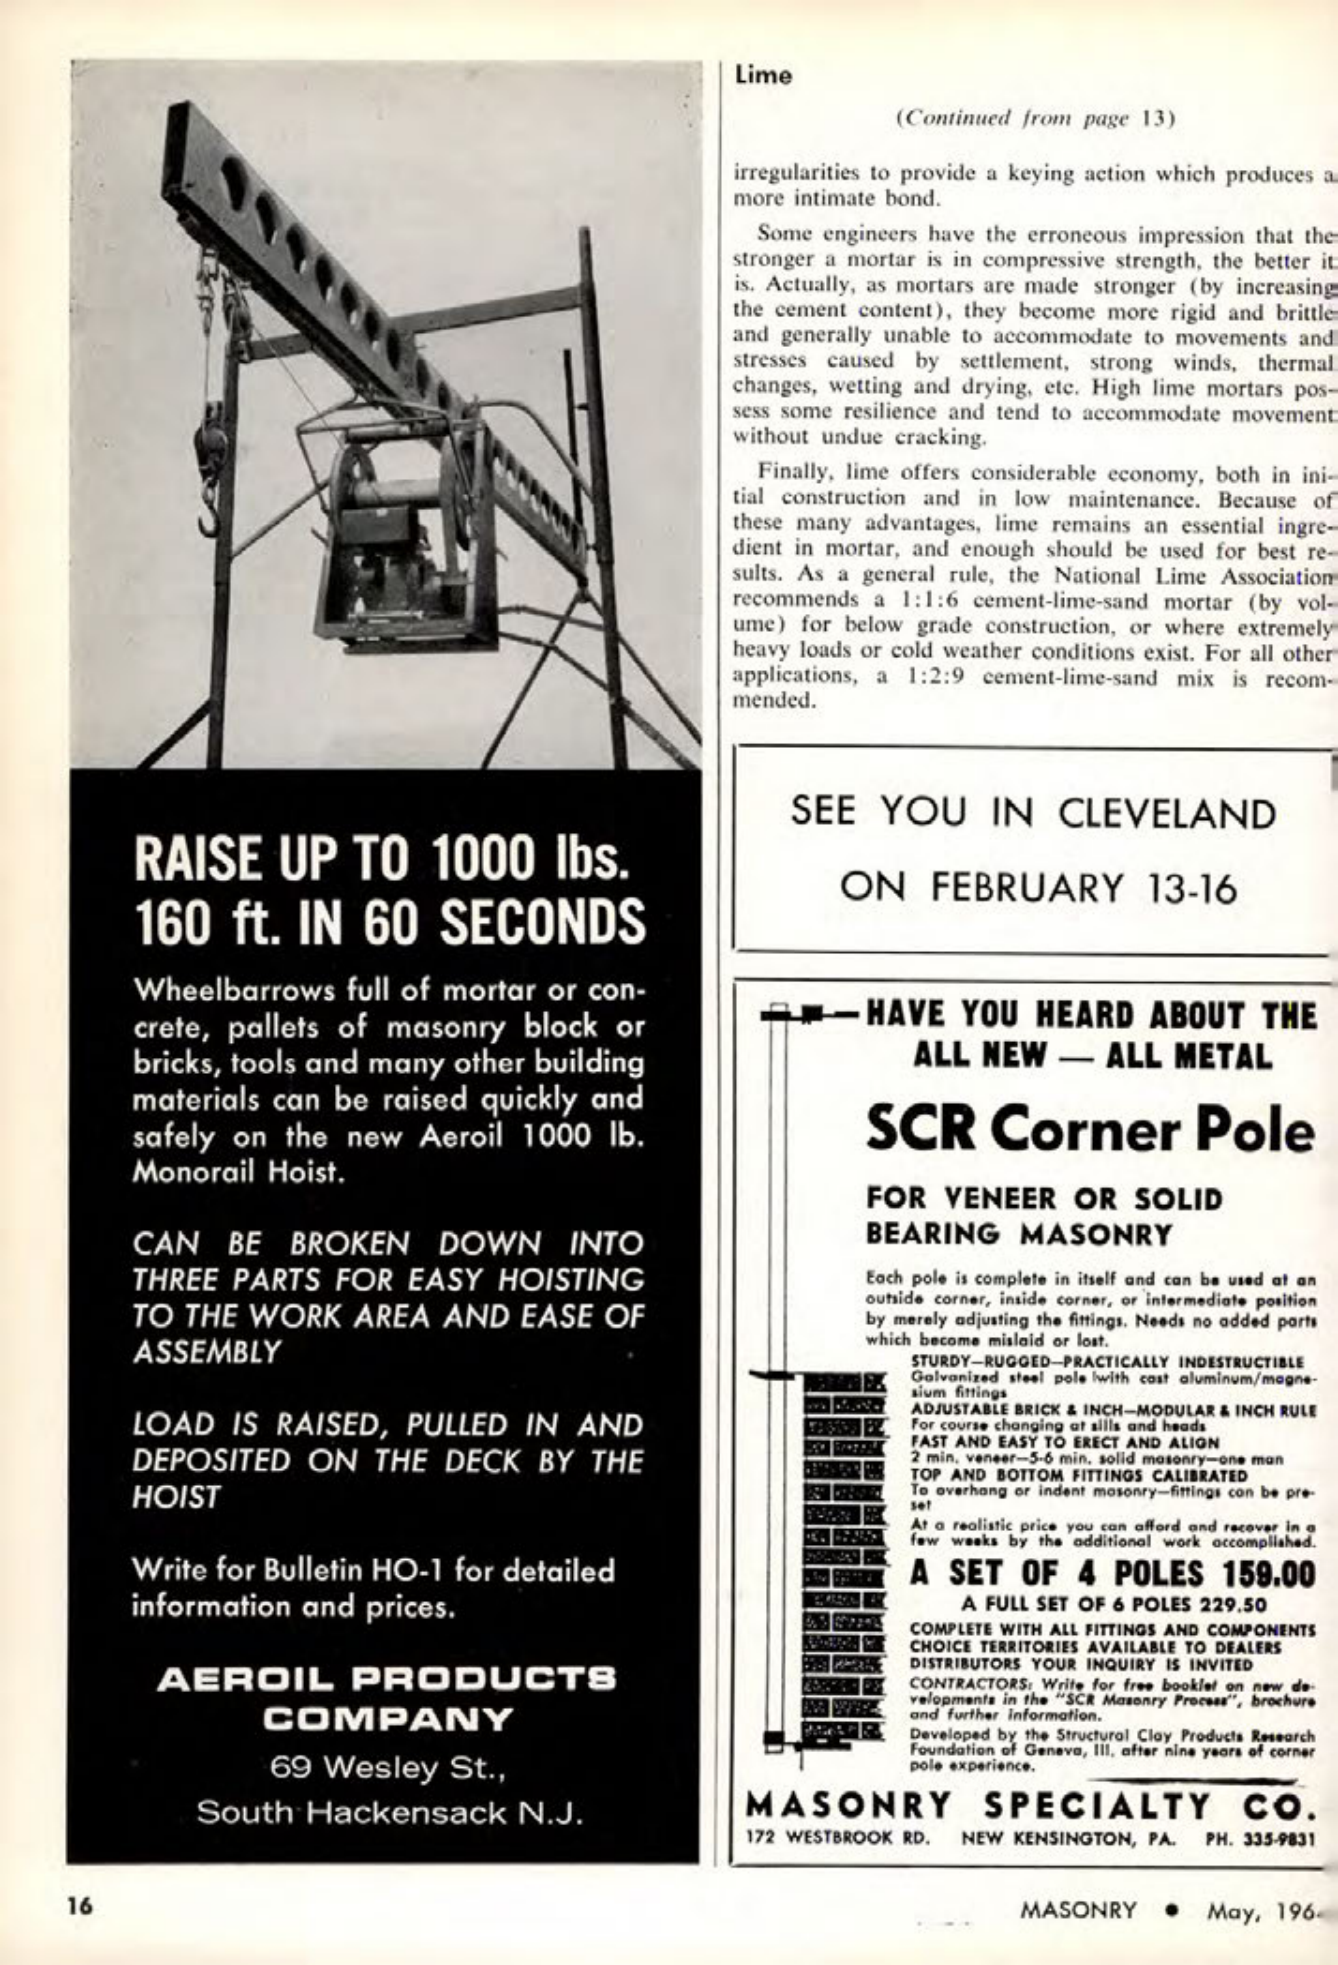 RAISE UP TO 1000 lbs.
160 ft. IN 60 SECONDS
Wheelbarrows full of mortar or con-
crete, pallets of masonry block or
bricks, tools and many other building
materials can be raised quickly and
safely on the new Aeroil 1000 lb.
Monorail Hoist.
CAN BE BROKEN DOWN INTO
THREE PARTS FOR EASY HOISTING
TO THE WORK AREA AND EASE OF
ASSEMBLY
LOAD IS RAISED, PULLED IN AND
DEPOSITED ON THE DECK BY THE
HOIST
Write for Bulletin HO-1 for detailed
information and prices.
AEROIL PRODUCTS
COMPANY
69 Wesley St.,
South Hackensack N.J.
Lime
(Continued from page 13)
irregularities to provide a keying action which produces a
more intimate bond.
Some engineers have the erroneous impression that the
stronger a mortar is in compressive strength, the better it
is. Actually, as mortars are made stronger (by increasing
the cement content), they become more rigid and brittle
and generally unable to accommodate to movements and
stresses caused by settlement, strong winds, thermal
changes, wetting and drying, etc. High lime mortars pos-
sess some resilience and tend to accommodate movement
without undue cracking.
Finally, lime offers considerable economy, both in ini-
tial construction and in low maintenance. Because of
these many advantages, lime remains an essential ingre-
dient in mortar, and enough should be used for best re-
sults. As a general rule, the National Lime Association
recommends a 1:1:6 cement-lime-sand mortar (by vol-
ume) for below grade construction, or where extremely
heavy loads or cold weather conditions exist. For all other
applications, a 1:2:9 cement-lime-sand mix is recom-
mended.
SEE YOU IN CLEVELAND
ON FEBRUARY 13-16
HAVE YOU HEARD ABOUT THE
ALL NEW — ALL METAL
SCR Corner Pole
FOR VENEER OR SOLID
BEARING MASONRY
Each pole is complete in itself and can be used at an
outside corner, inside corner, or intermediate position
by merely adjusting the fittings. Needs no added parts
which become mislaid or lost.
STURDY—RUGGED—PRACTICALLY INDESTRUCTIBLE
Galvanized steel pole with cast aluminum/magne-
sium fittings
ADJUSTABLE BRICK & INCH—MODULAR & INCH RULE
For course changing at sills and heads
FAST AND EASY TO ERECT AND ALIGN
2 min. veneer—5-6 min. solid masonry—one man
TOP AND BOTTOM FITTINGS CALIBRATED
To overhang or indent masonry—fittings can be pre-
set
At a realistic price you can afford and recover in a
few weeks by the additional work accomplished.
A SET OF 4 POLES 159.00
A FULL SET OF 6 POLES 229.50
COMPLETE WITH ALL FITTINGS AND COMPONENTS
CHOICE TERRITORIES AVAILABLE TO DEALERS
DISTRIBUTORS YOUR INQUIRY IS INVITED
CONTRACTORS: Write for free booklet on new de-
velopments in the "SCR Masonry Process", brochure
and further information.
Developed by the Structural Clay Products Research
Foundation of Geneva, Ill. after nine years of corner
pole experience.
MASONRY SPECIALTY CO.
172 WESTBROOK RD. NEW KENSINGTON, PA. PH. 335-9831
16
MASONRY • May, 196